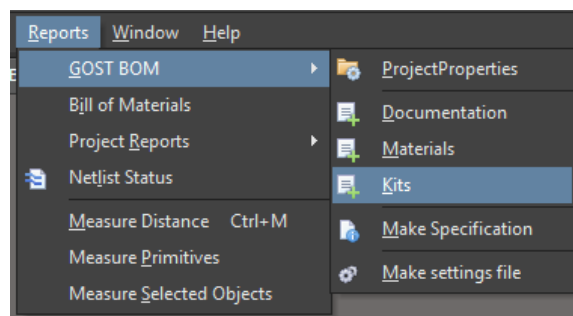 Reports Window Help
GOST BOM
Bill of Materials
Project Reports
Netlist Status
Measure Distance Ctrl+M
Measure Primitives
Measure Selected Objects
ProjectProperties
Documentation
Materials
Kits
Make Specification
Make settings file